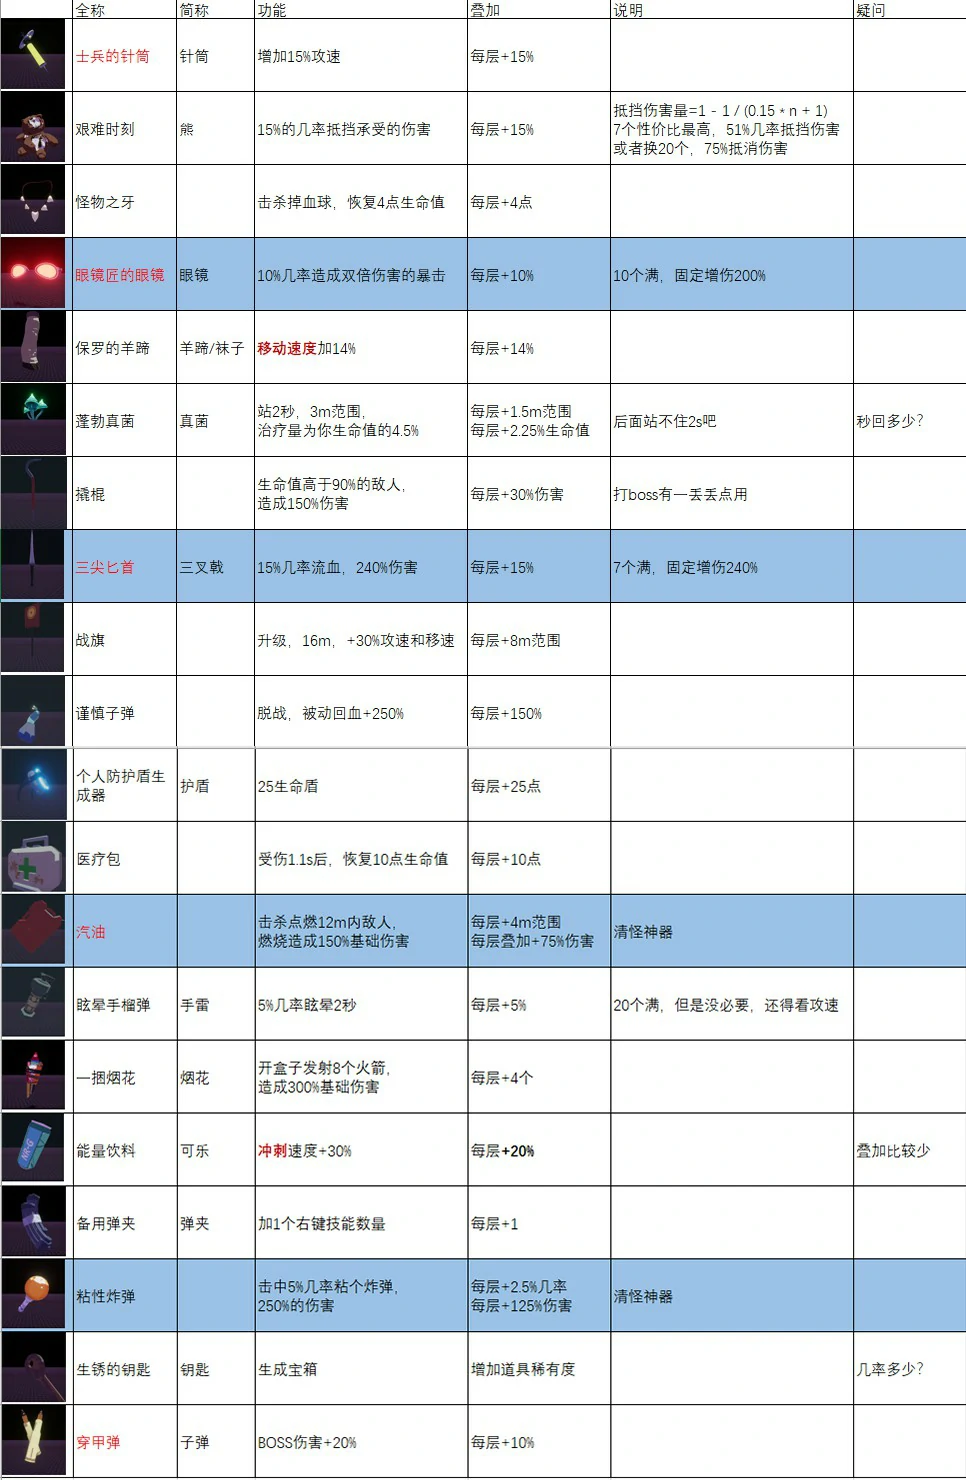 全称 简称 功能 叠加 说明 疑问
士兵的针筒 针筒 增加15%攻速 每层+15%
艰难时刻 熊 15%的几率抵挡承受的伤害 每层+15% 抵挡伤害量=1 - 1 / (0.15 * n + 1)
7个性价比最高，51%几率抵挡伤害
或者换20个，75%抵消伤害
怪物之牙 击杀掉血球，恢复4点生命值 每层+4点
眼镜匠的眼镜 眼镜 10%几率造成双倍伤害的暴击 每层+10% 10个满，固定增伤200%
保罗的羊蹄 羊蹄/袜子 移动速度加14% 每层+14%
蓬勃真菌 真菌 站2秒，3m范围，
治疗量为你生命值的4.5% 每层+1.5m范围
每层+2.25%生命值 后面站不住2s吧 秒回多少？
撬棍 生命值高于90%的敌人，
造成150%伤害 每层+30%伤害 打boss有一丢丢点用
三尖匕首 三叉戟 15%几率流血，240%伤害 每层+15% 7个满，固定增伤240%
战旗 升级，16m，+30%攻速和移速 每层+8m范围
谨慎子弹 脱战，被动回血+250% 每层+150%
个人防护盾生
成器 护盾 25生命盾 每层+25点
医疗包 受伤1.1s后，恢复10点生命值 每层+10点
汽油 击杀点燃12m内敌人，
燃烧造成150%基础伤害 每层+4m范围
每层叠加+75%伤害 清怪神器
眩晕手榴弹 手雷 5%几率眩晕2秒 每层+5% 20个满，但是没必要，还得看攻速
一捆烟花 烟花 开盒子发射8个火箭，
造成300%基础伤害 每层+4个
能量饮料 可乐 冲刺速度+30% 每层+20% 叠加比较少
备用弹夹 弹夹 加1个右键技能数量 每层+1
粘性炸弹 击中5%几率粘个炸弹，
250%的伤害 每层+2.5%几率
每层+125%伤害 清怪神器
生锈的钥匙 钥匙 生成宝箱 增加道具稀有度 几率多少？
穿甲弹 子弹 BOSS伤害+20% 每层+10%